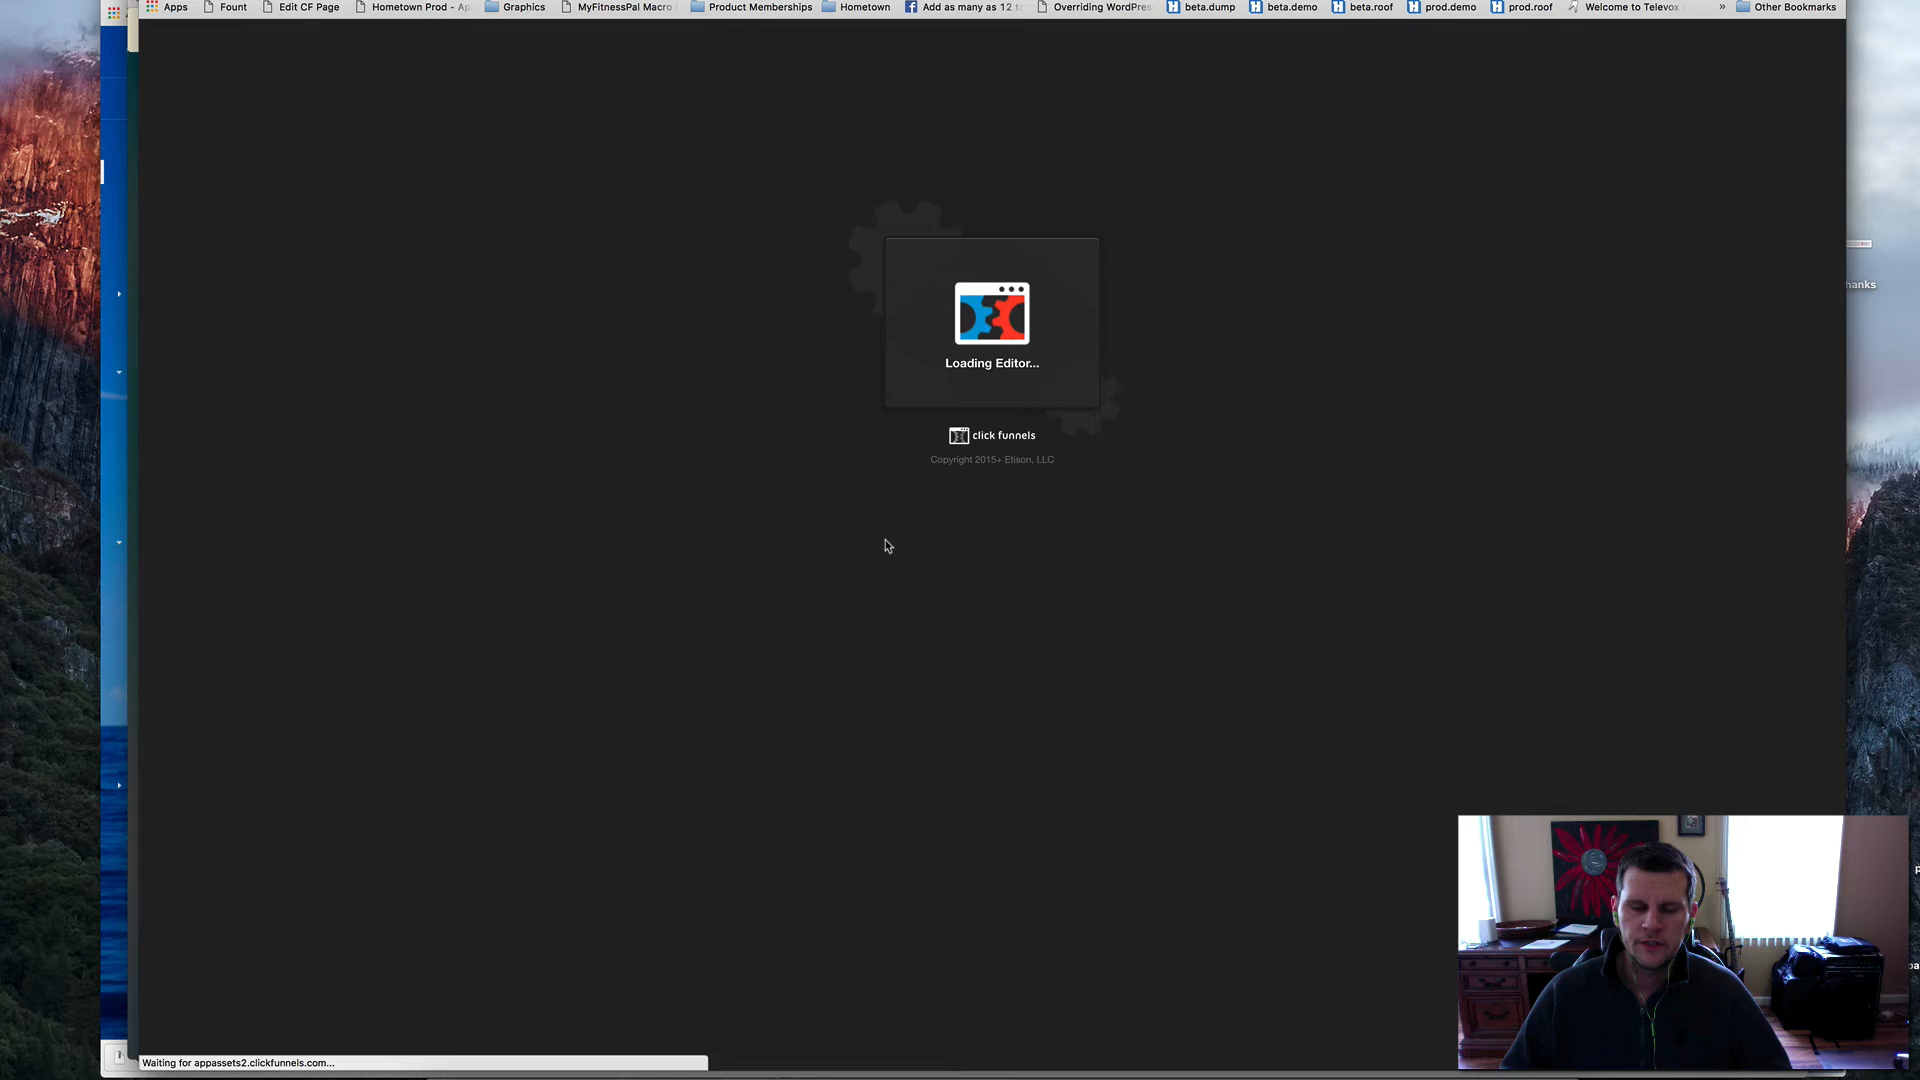 Apps Fount Edit CF Page Hometown Prod - Ap Graphics MyFitnessPal Macro Product Memberships Hometown Add as many as 12 t Overriding WordPres beta.dump beta.demo beta.roof prod.demo prod.roof Welcome to Televox » Other Bookmarks
hanks
Loading Editor...
click funnels
Copyright 2015+ Etison, LLC
Waiting for appassets2.clickfunnels.com...